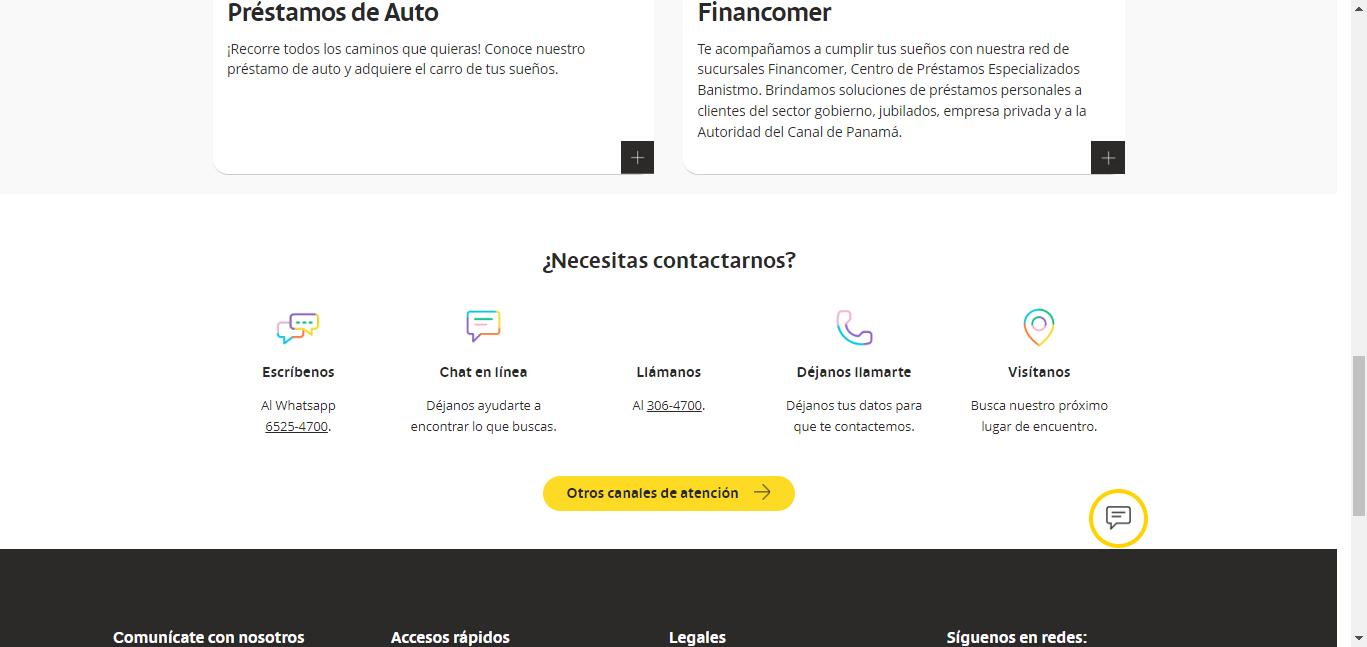 Préstamos de Auto
¡Recorre todos los caminos que quieras! Conoce nuestro
préstamo de auto y adquiere el carro de tus sueños.
Financomer
Te acompañamos a cumplir tus sueños con nuestra red de
sucursales Financomer, Centro de Préstamos Especializados
Banistmo. Brindamos soluciones de préstamos personales a
clientes del sector gobierno, jubilados, empresa privada y a la
Autoridad del Canal de Panamá.
¿Necesitas contactarnos?
Escríbenos
Al Whatsapp
6525-4700.
Chat en línea
Déjanos ayudarte a
encontrar lo que buscas.
Llámanos
Al 306-4700.
Déjanos llamarte
Déjanos tus datos para
que te contactemos.
Visítanos
Busca nuestro próximo
lugar de encuentro.
Otros canales de atención
Comunícate con nosotros
Accesos rápidos
Legales
Síguenos en redes: